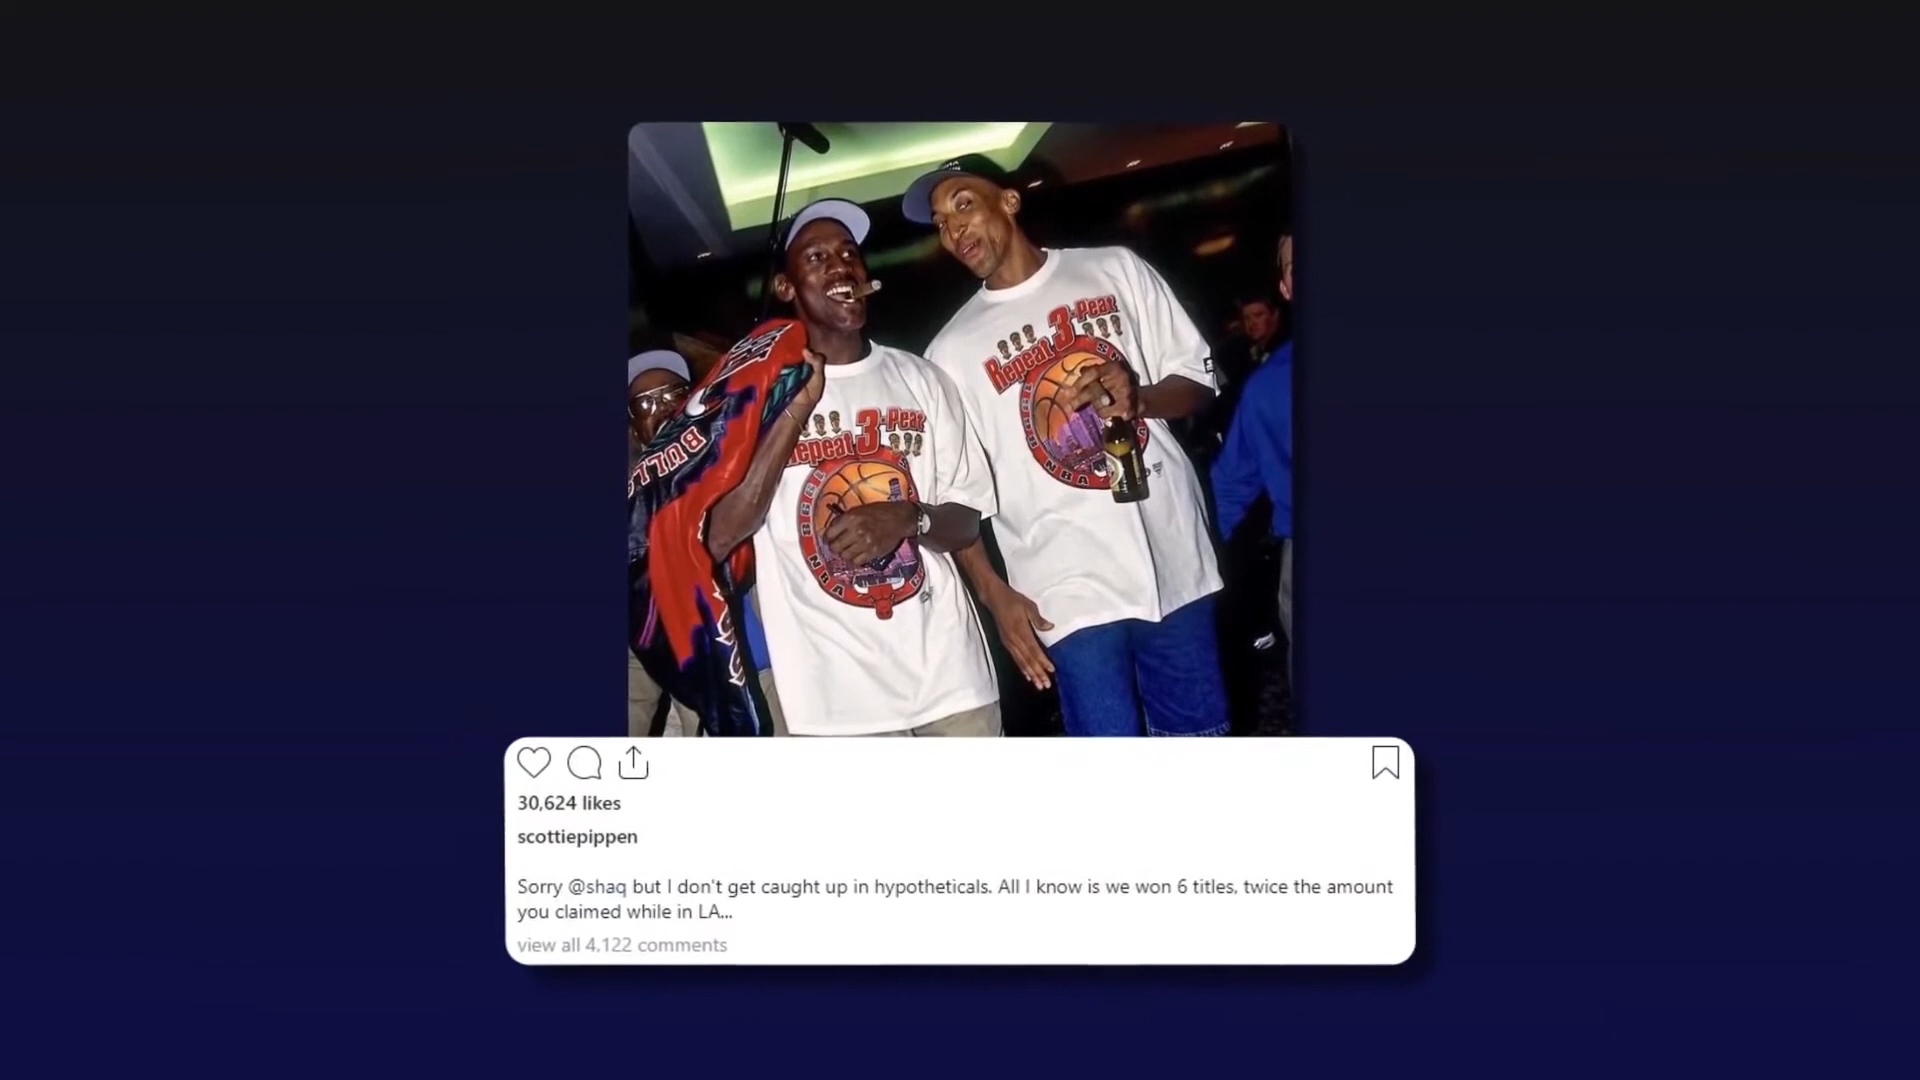 Repeat 3-Peat
NBA
BULLS
Repeat 3-Peat
NBA
30,624 likes
scottiepippen
Sorry @shaq but I don't get caught up in hypotheticals. All I know is we won 6 titles, twice the amount
you claimed while in LA...
view all 4,122 comments